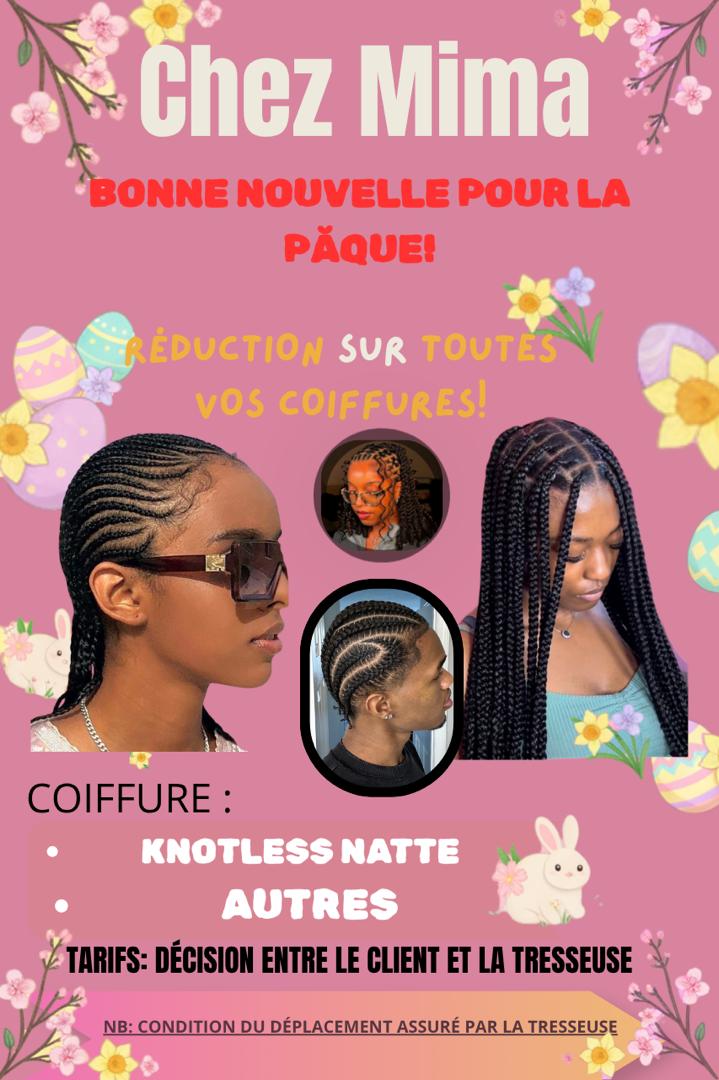 Chez Mima
BONNE NOUVELLE POUR LA
PĂQUE!
RÉDUCTION SUR TOUTES
VOS COIFFURES!
COIFFURE :
• KNOTLESS NATTE
• AUTRES
TARIFS: DÉCISION ENTRE LE CLIENT ET LA TRESSEUSE
NB: CONDITION DU DÉPLACEMENT ASSURÉ PAR LA TRESSEUSE